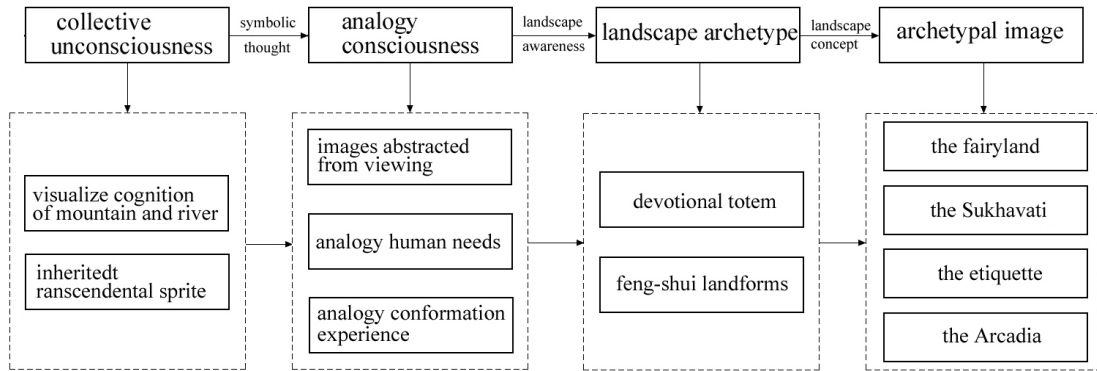 collective
unconsciousness
symbolic
thought
analogy
consciousness
landscape
awareness
landscape archetype
landscape
concept
archetypal image
visualize cognition
of mountain and river
inheritedt
ranscendental sprite
images abstracted
from viewing
analogy human needs
analogy conformation
experience
devotional totem
feng-shui landforms
the fairyland
the Sukhavati
the etiquette
the Arcadia